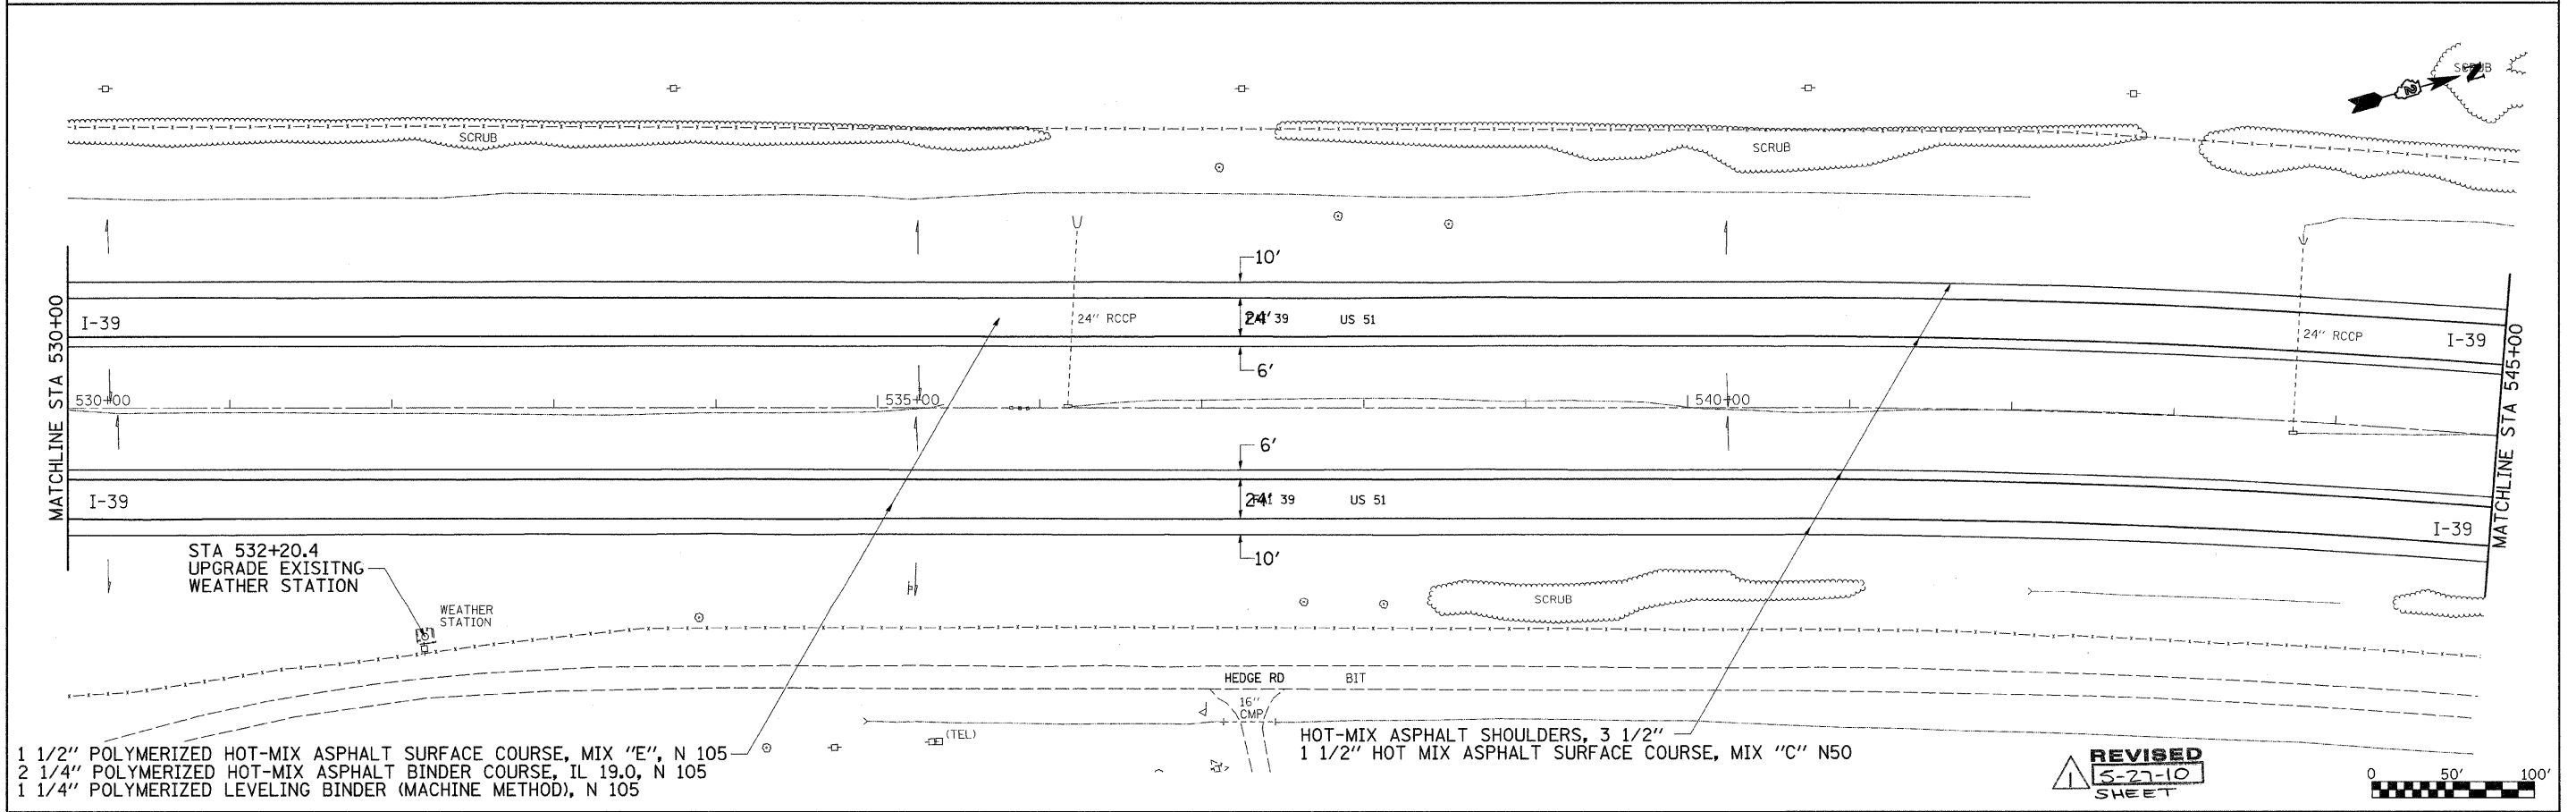 SCRUB
SCRUB
SCRUB
10'
MATCHLINE STA 530+00
I-39
24" RCCP
24'
39
US 51
24" RCCP
I-39
MATCHLINE STA 545+00
6'
530+00
535+00
540+00
6'
I-39
24'
39
US 51
I-39
10'
STA 532+20.4
UPGRADE EXISITNG
WEATHER STATION
WEATHER
STATION
SCRUB
HEDGE RD
BIT
16"
CMP
(TEL)
1 1/2" POLYMERIZED HOT-MIX ASPHALT SURFACE COURSE, MIX "E", N 105
2 1/4" POLYMERIZED HOT-MIX ASPHALT BINDER COURSE, IL 19.0, N 105
1 1/4" POLYMERIZED LEVELING BINDER (MACHINE METHOD), N 105
HOT-MIX ASPHALT SHOULDERS, 3 1/2"
1 1/2" HOT MIX ASPHALT SURFACE COURSE, MIX "C" N50
1
REVISED
5-27-10
SHEET
0 50' 100'